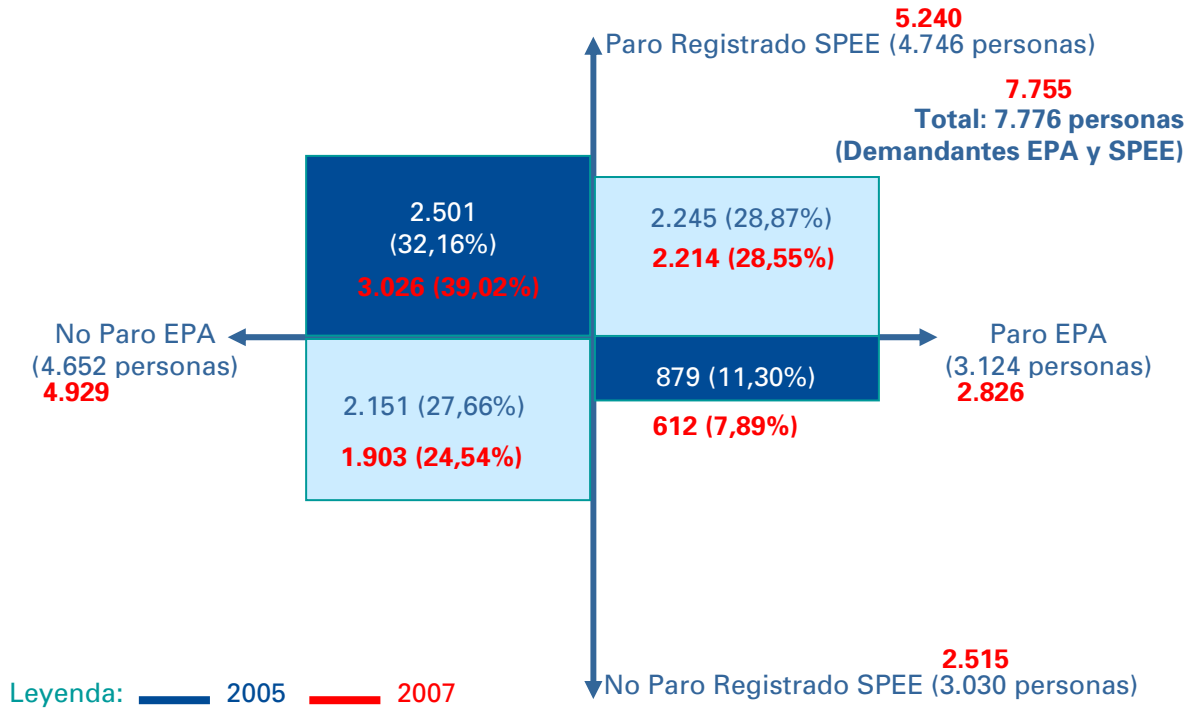 5.240
Paro Registrado SPEE (4.746 personas)
7.755
Total: 7.776 personas
(Demandantes EPA y SPEE)
2.501
(32,16%)
3.026 (39,02%)
2.245 (28,87%)
2.214 (28,55%)
No Paro EPA
(4.652 personas)
4.929
Paro EPA
(3.124 personas)
2.826
2.151 (27,66%)
1.903 (24,54%)
879 (11,30%)
612 (7,89%)
2.515
No Paro Registrado SPEE (3.030 personas)
Leyenda: 2005 2007